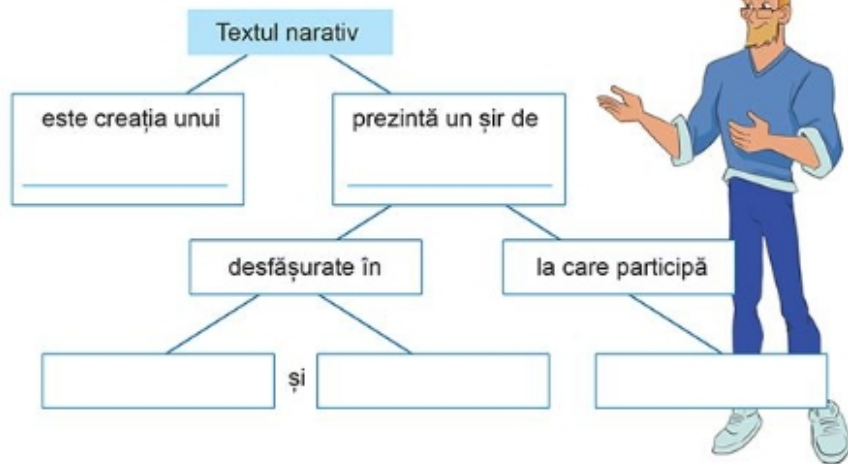 Textul narativ
este creația unui
prezintă un șir de
desfășurate în
la care participă
și